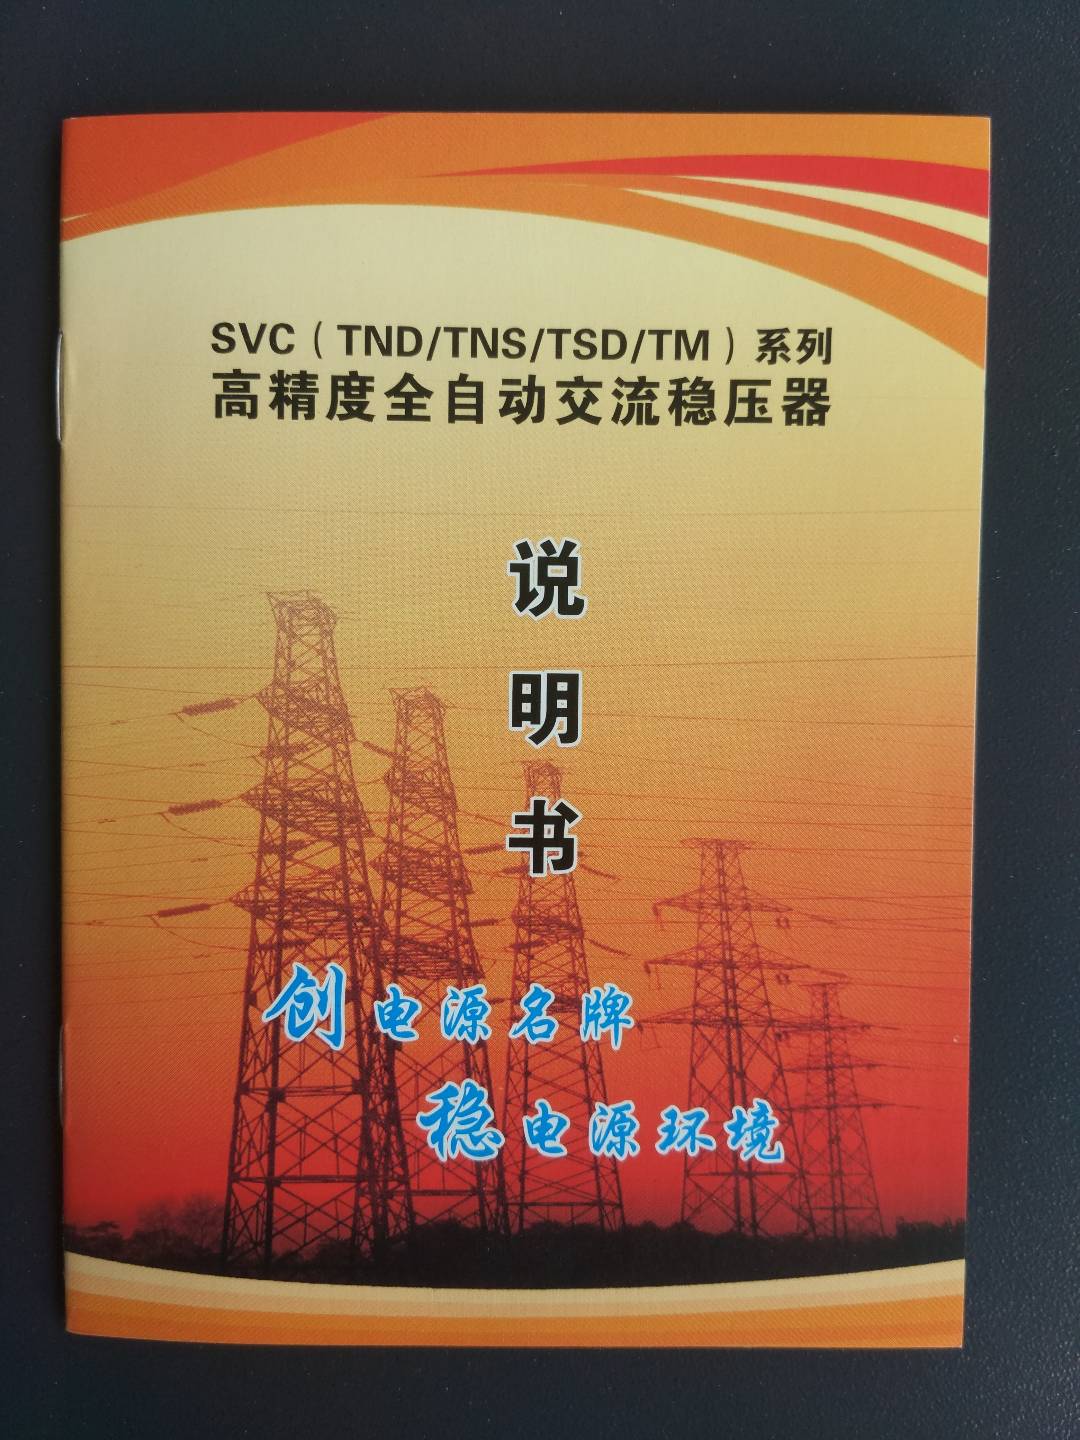 SVC（TND/TNS/TSD/TM）系列
高精度全自动交流稳压器
说
明
书
创电源名牌
稳电源环境